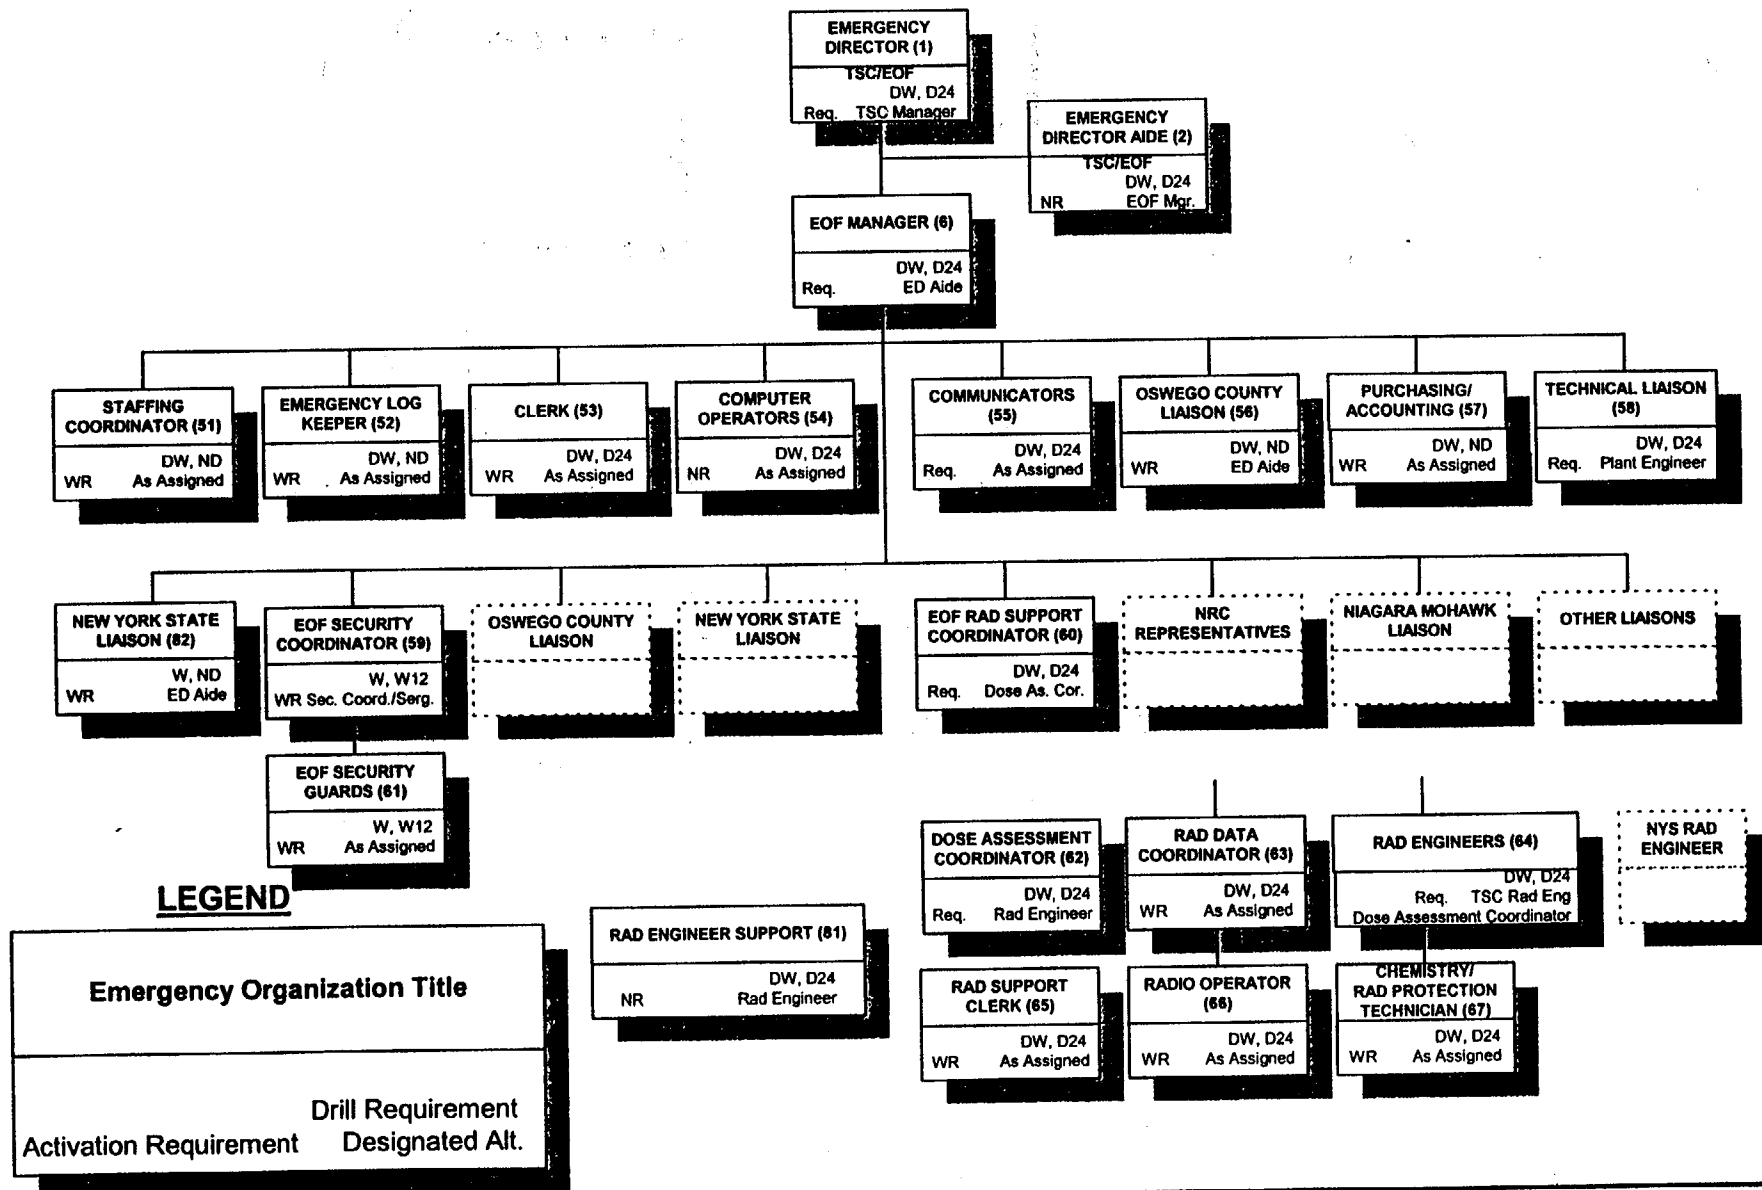 EMERGENCY
DIRECTOR (1)
TSC/EOF
DW, D24
Req. TSC Manager
EMERGENCY
DIRECTOR AIDE (2)
TSC/EOF
DW, D24
NR EOF Mgr.
EOF MANAGER (6)
DW, D24
Req. ED Aide
STAFFING
COORDINATOR (51)
DW, ND
WR As Assigned
EMERGENCY LOG
KEEPER (52)
DW, ND
WR As Assigned
CLERK (53)
DW, D24
WR As Assigned
COMPUTER
OPERATORS (54)
DW, D24
NR As Assigned
COMMUNICATORS
(55)
DW, D24
Req. As Assigned
OSWEGO COUNTY
LIAISON (56)
DW, ND
WR ED Aide
PURCHASING/
ACCOUNTING (57)
DW, ND
WR As Assigned
TECHNICAL LIAISON
(58)
DW, D24
Req. Plant Engineer
NEW YORK STATE
LIAISON (82)
W, ND
WR ED Aide
EOF SECURITY
COORDINATOR (59)
W, W12
WR Sec. Coord./Serg.
OSWEGO COUNTY
LIAISON
NEW YORK STATE
LIAISON
EOF RAD SUPPORT
COORDINATOR (60)
DW, D24
Req. Dose As. Cor.
NRC
REPRESENTATIVES
NIAGARA MOHAWK
LIAISON
OTHER LIAISONS
EOF SECURITY
GUARDS (61)
W, W12
WR As Assigned
DOSE ASSESSMENT
COORDINATOR (62)
DW, D24
Req. Rad Engineer
RAD DATA
COORDINATOR (63)
DW, D24
WR As Assigned
RAD ENGINEERS (64)
DW, D24
Req. TSC Rad Eng
Dose Assessment Coordinator
NYS RAD
ENGINEER
LEGEND
Emergency Organization Title
Drill Requirement
Activation Requirement Designated Alt.
RAD ENGINEER SUPPORT (81)
DW, D24
NR Rad Engineer
RAD SUPPORT
CLERK (65)
DW, D24
WR As Assigned
RADIO OPERATOR
(66)
DW, D24
WR As Assigned
CHEMISTRY/
RAD PROTECTION
TECHNICIAN (67)
DW, D24
WR As Assigned